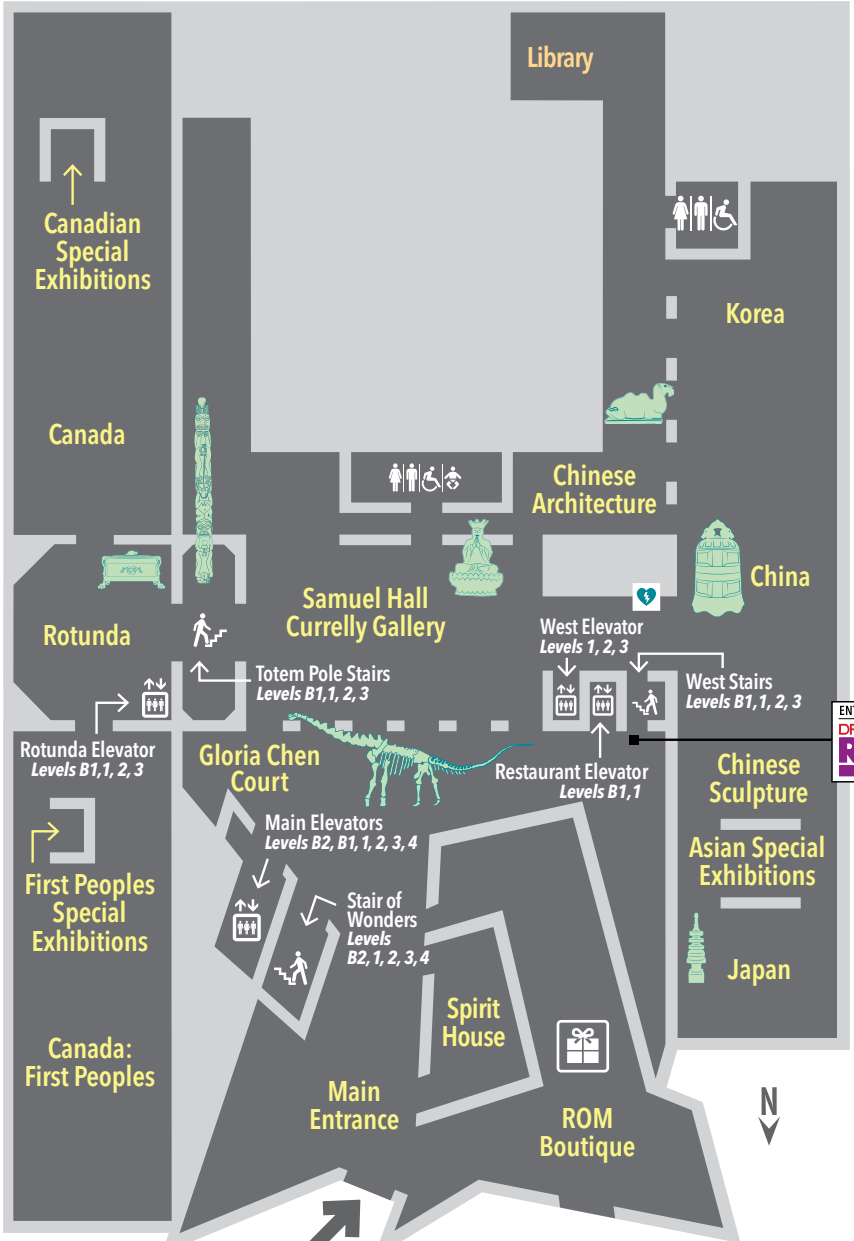 Library
Canadian
Special
Exhibitions
Korea
Canada
Chinese
Architecture
China
Samuel Hall
Currelly Gallery
Rotunda
West Elevator
Levels 1, 2, 3
Totem Pole Stairs
Levels B1,1, 2, 3
West Stairs
Levels B1,1, 2, 3
Rotunda Elevator
Levels B1,1, 2, 3
Gloria Chen
Court
Restaurant Elevator
Levels B1,1
Chinese
Sculpture
Main Elevators
Levels B2, B1,1, 2, 3, 4
Asian Special
Exhibitions
First Peoples
Special
Exhibitions
Stair of
Wonders
Levels
B2, 1, 2, 3, 4
Japan
Spirit
House
Canada:
First Peoples
Main
Entrance
ROM
Boutique
N